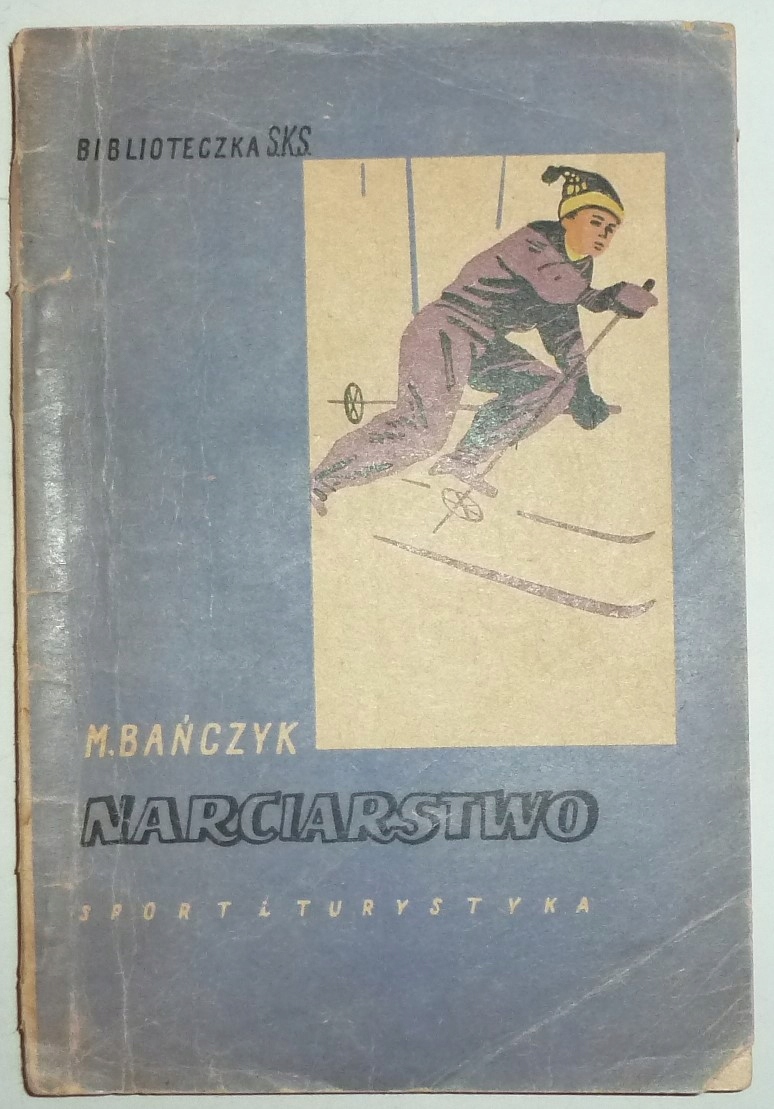 BIBLIOTECZKA S.K.S.
M. BAŃCZYK
NARCIARSTWO
SPORT i TURYSTYKA